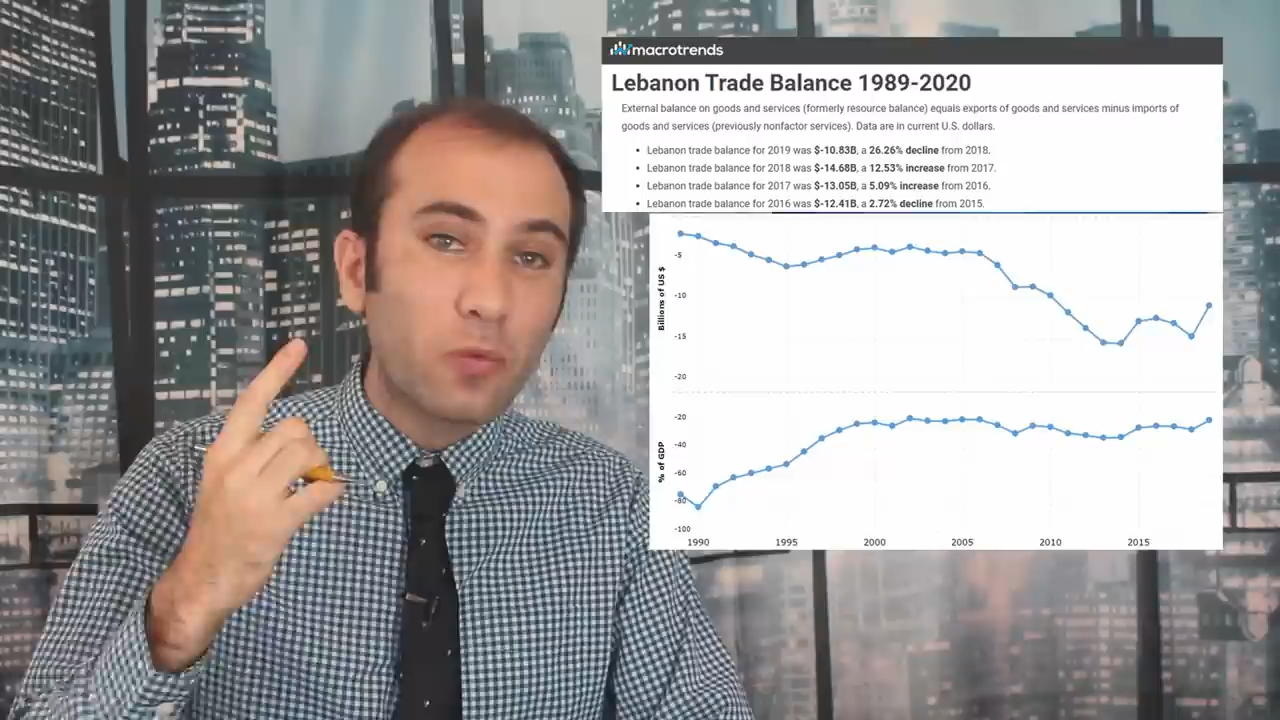 macrotrends
Lebanon Trade Balance 1989-2020
External balance on goods and services (formerly resource balance) equals exports of goods and services minus imports of
goods and services (previously nonfactor services). Data are in current U.S. dollars.
• Lebanon trade balance for 2019 was $-10.83B, a 26.26% decline from 2018.
• Lebanon trade balance for 2018 was $-14.68B, a 12.53% increase from 2017.
• Lebanon trade balance for 2017 was $-13.05B, a 5.09% increase from 2016.
• Lebanon trade balance for 2016 was $-12.41B, a 2.72% decline from 2015.
Billions of US $
-5
-10
-15
-20
% of GDP
-20
-40
-60
-80
-100
1990 1995 2000 2005 2010 2015